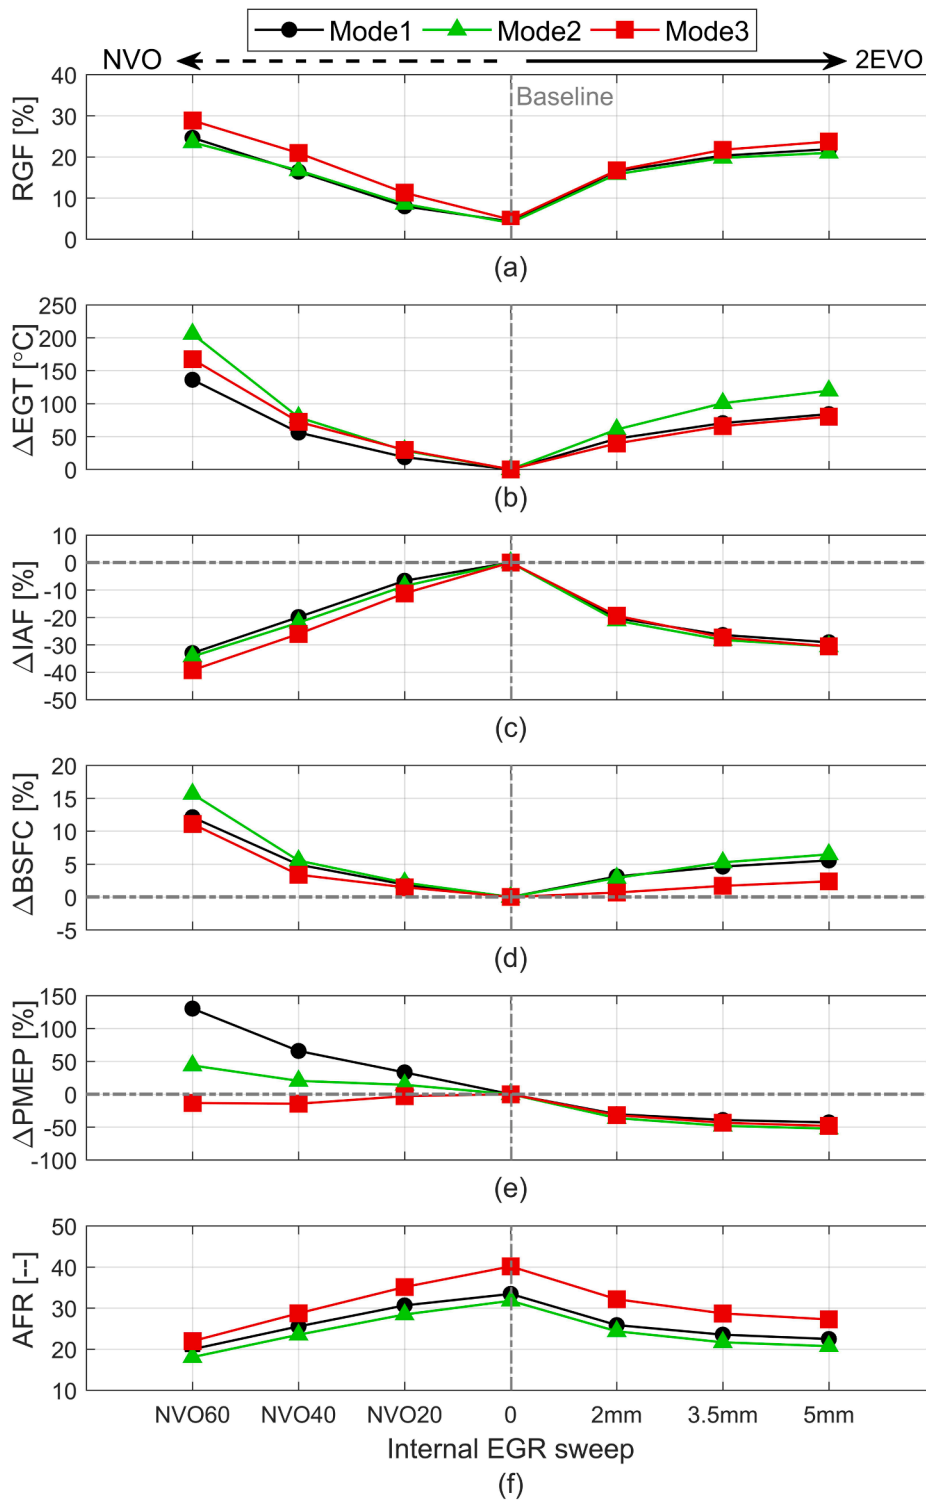 Mode1 Mode2 Mode3
NVO 2EVO
Baseline
RGF [%]
40
30
20
10
0
(a)
ΔEGT [°C]
250
200
150
100
50
0
(b)
ΔIAF [%]
10
0
-10
-20
-30
-40
-50
(c)
ΔBSFC [%]
20
15
10
5
0
-5
(d)
ΔPMEP [%]
150
100
50
0
-50
-100
(e)
AFR [--]
50
40
30
20
10
NVO60 NVO40 NVO20 0 2mm 3.5mm 5mm
Internal EGR sweep
(f)